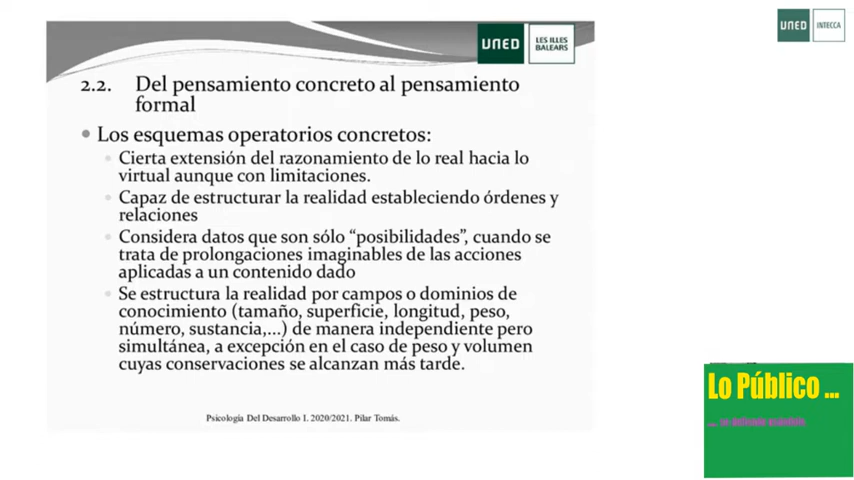 UNED
LES ILLES
BALEARS
UNED
INTECCA
2.2. Del pensamiento concreto al pensamiento
formal
• Los esquemas operatorios concretos:
Cierta extensión del razonamiento de lo real hacia lo
virtual aunque con limitaciones.
Capaz de estructurar la realidad estableciendo órdenes y
relaciones
Considera datos que son sólo "posibilidades", cuando se
trata de prolongaciones imaginables de las acciones
aplicadas a un contenido dado
Se estructura la realidad por campos o dominios de
conocimiento (tamaño, superficie, longitud, peso,
número, sustancia,...) de manera independiente pero
simultánea, a excepción en el caso de peso y volumen
cuyas conservaciones se alcanzan más tarde.
Psicología Del Desarrollo I. 2020/2021. Pilar Tomás.
Lo Público ...